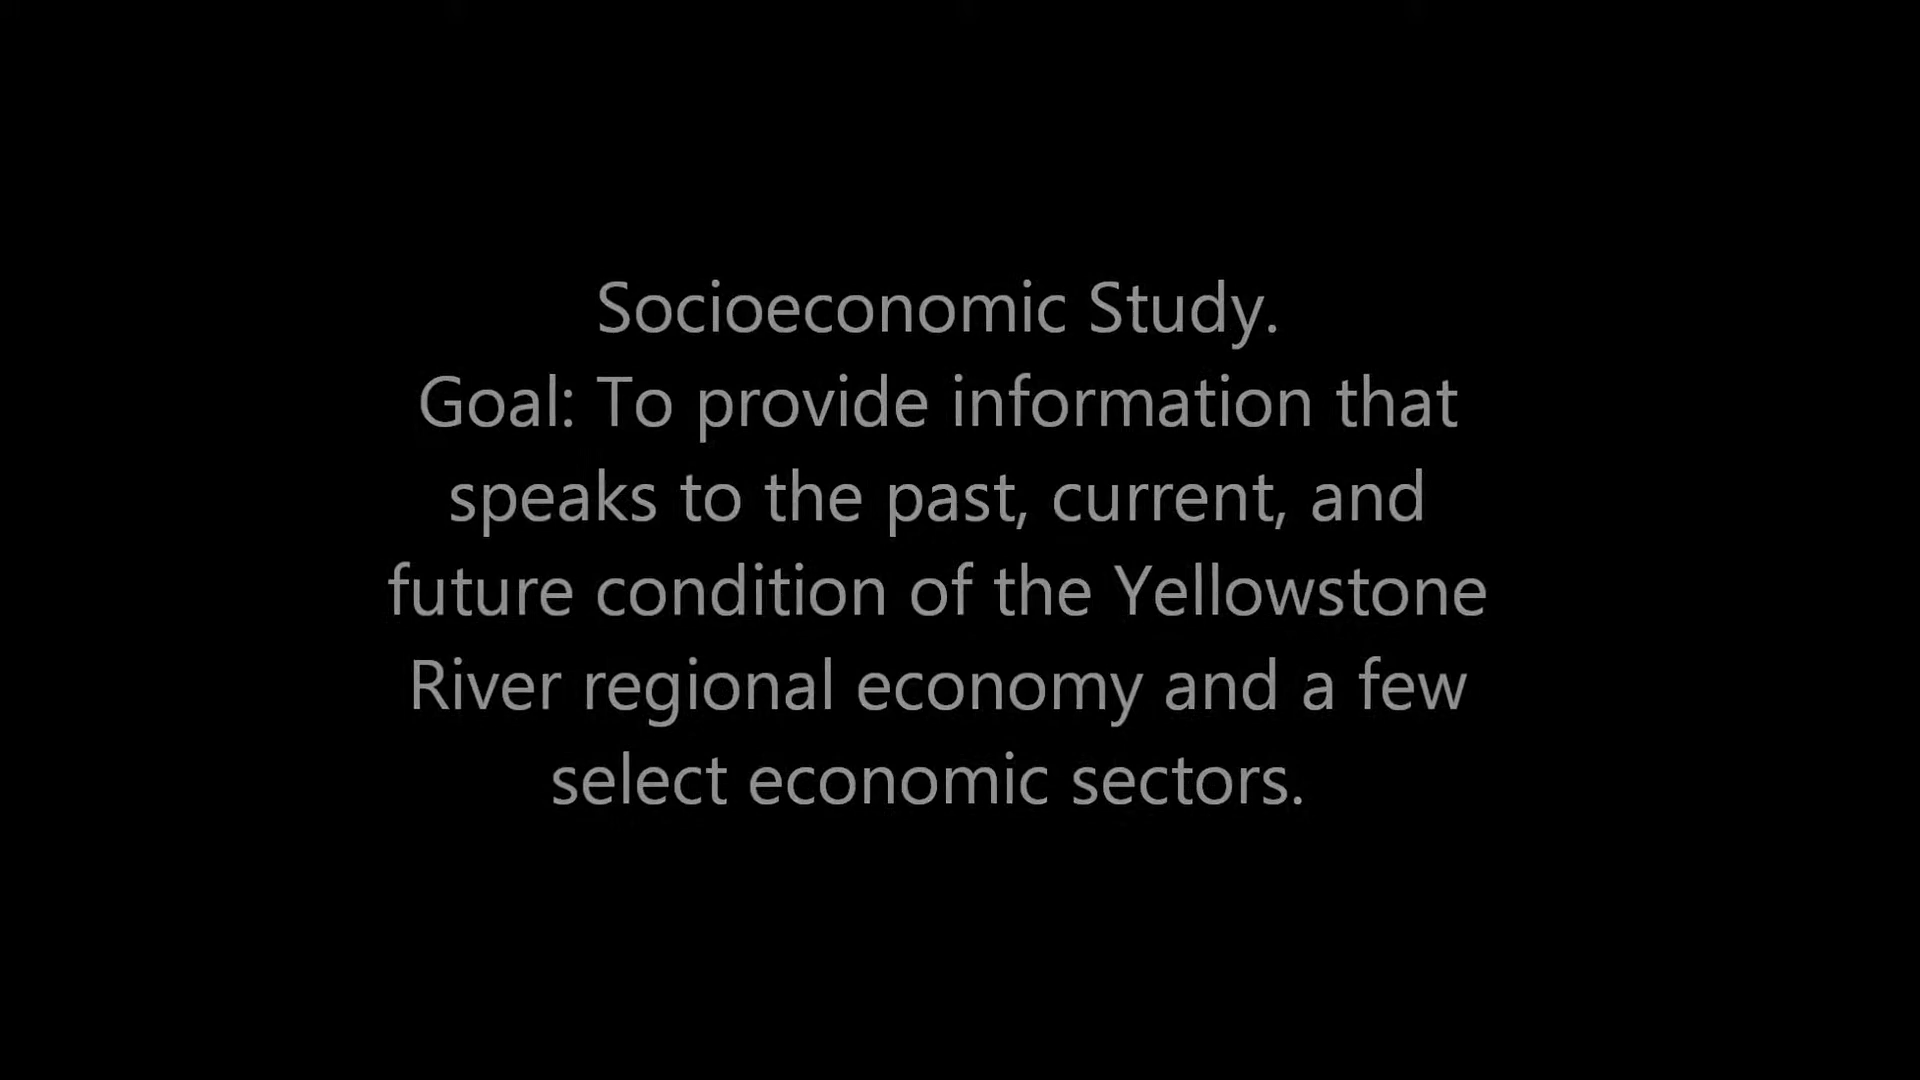 Socioeconomic Study.
Goal: To provide information that
speaks to the past, current, and
future condition of the Yellowstone
River regional economy and a few
select economic sectors.